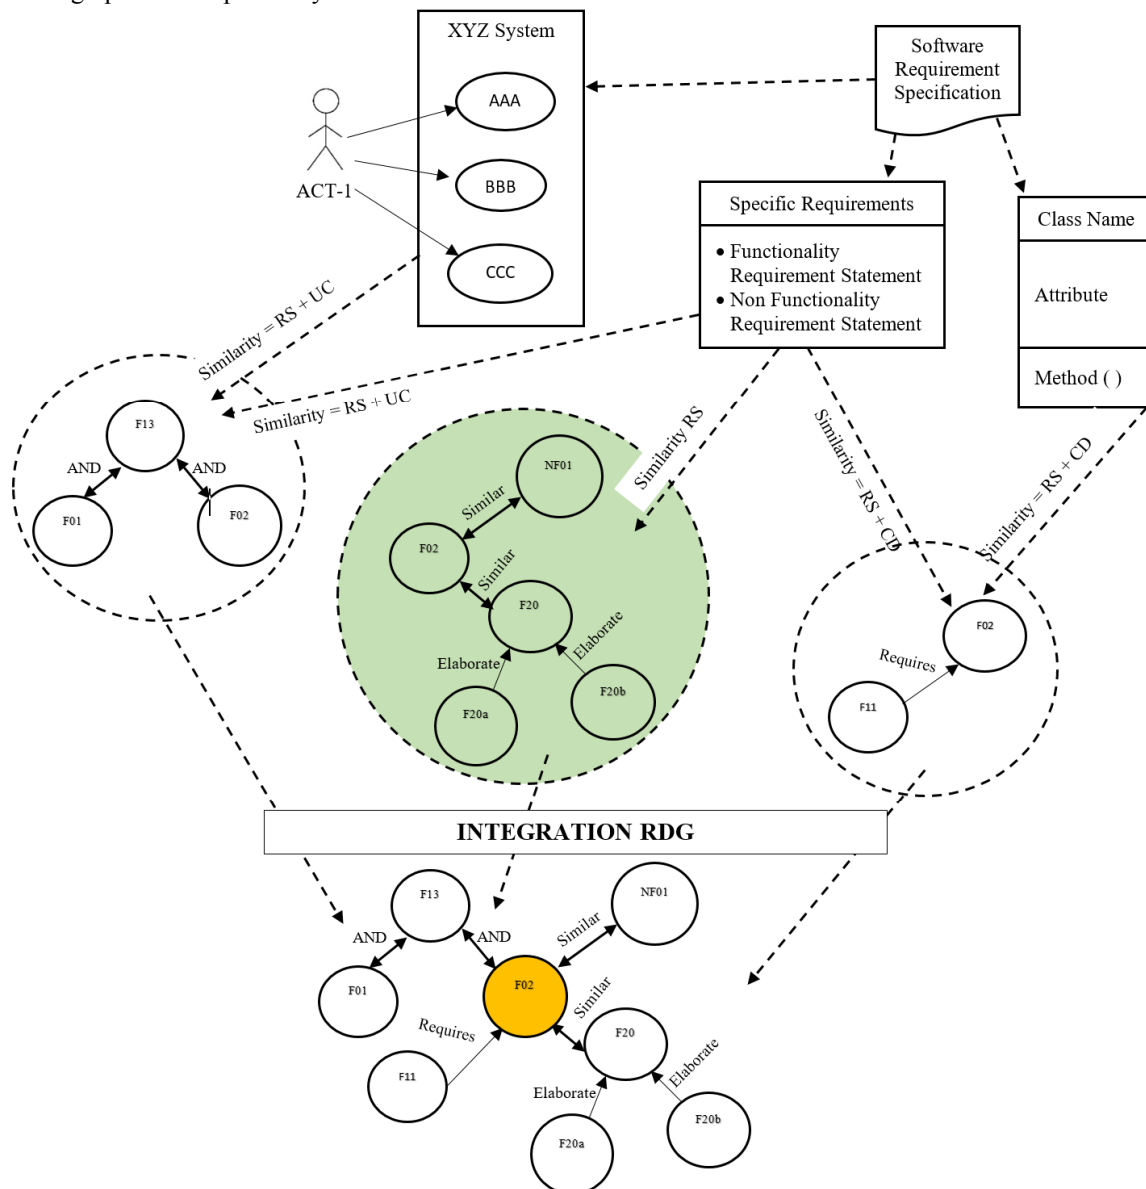 XYZ System
AAA
BBB
CCC
ACT-1
Software
Requirement
Specification
Specific Requirements
• Functionality
Requirement Statement
• Non Functionality
Requirement Statement
Class Name
Attribute
Method ( )
Similarity = RS + UC
Similarity = RS + UC
Similarity RS
Similarity = RS + CD
Similarity = RS + CD
F13
AND
AND
F01
F02
NF01
Similar
F02
Similar
F20
Elaborate
Elaborate
F20a
F20b
F02
Requires
F11
INTEGRATION RDG
F13
NF01
AND
AND
Similar
F01
F02
Similar
Requires
F20
F11
Elaborate
Elaborate
F20a
F20b